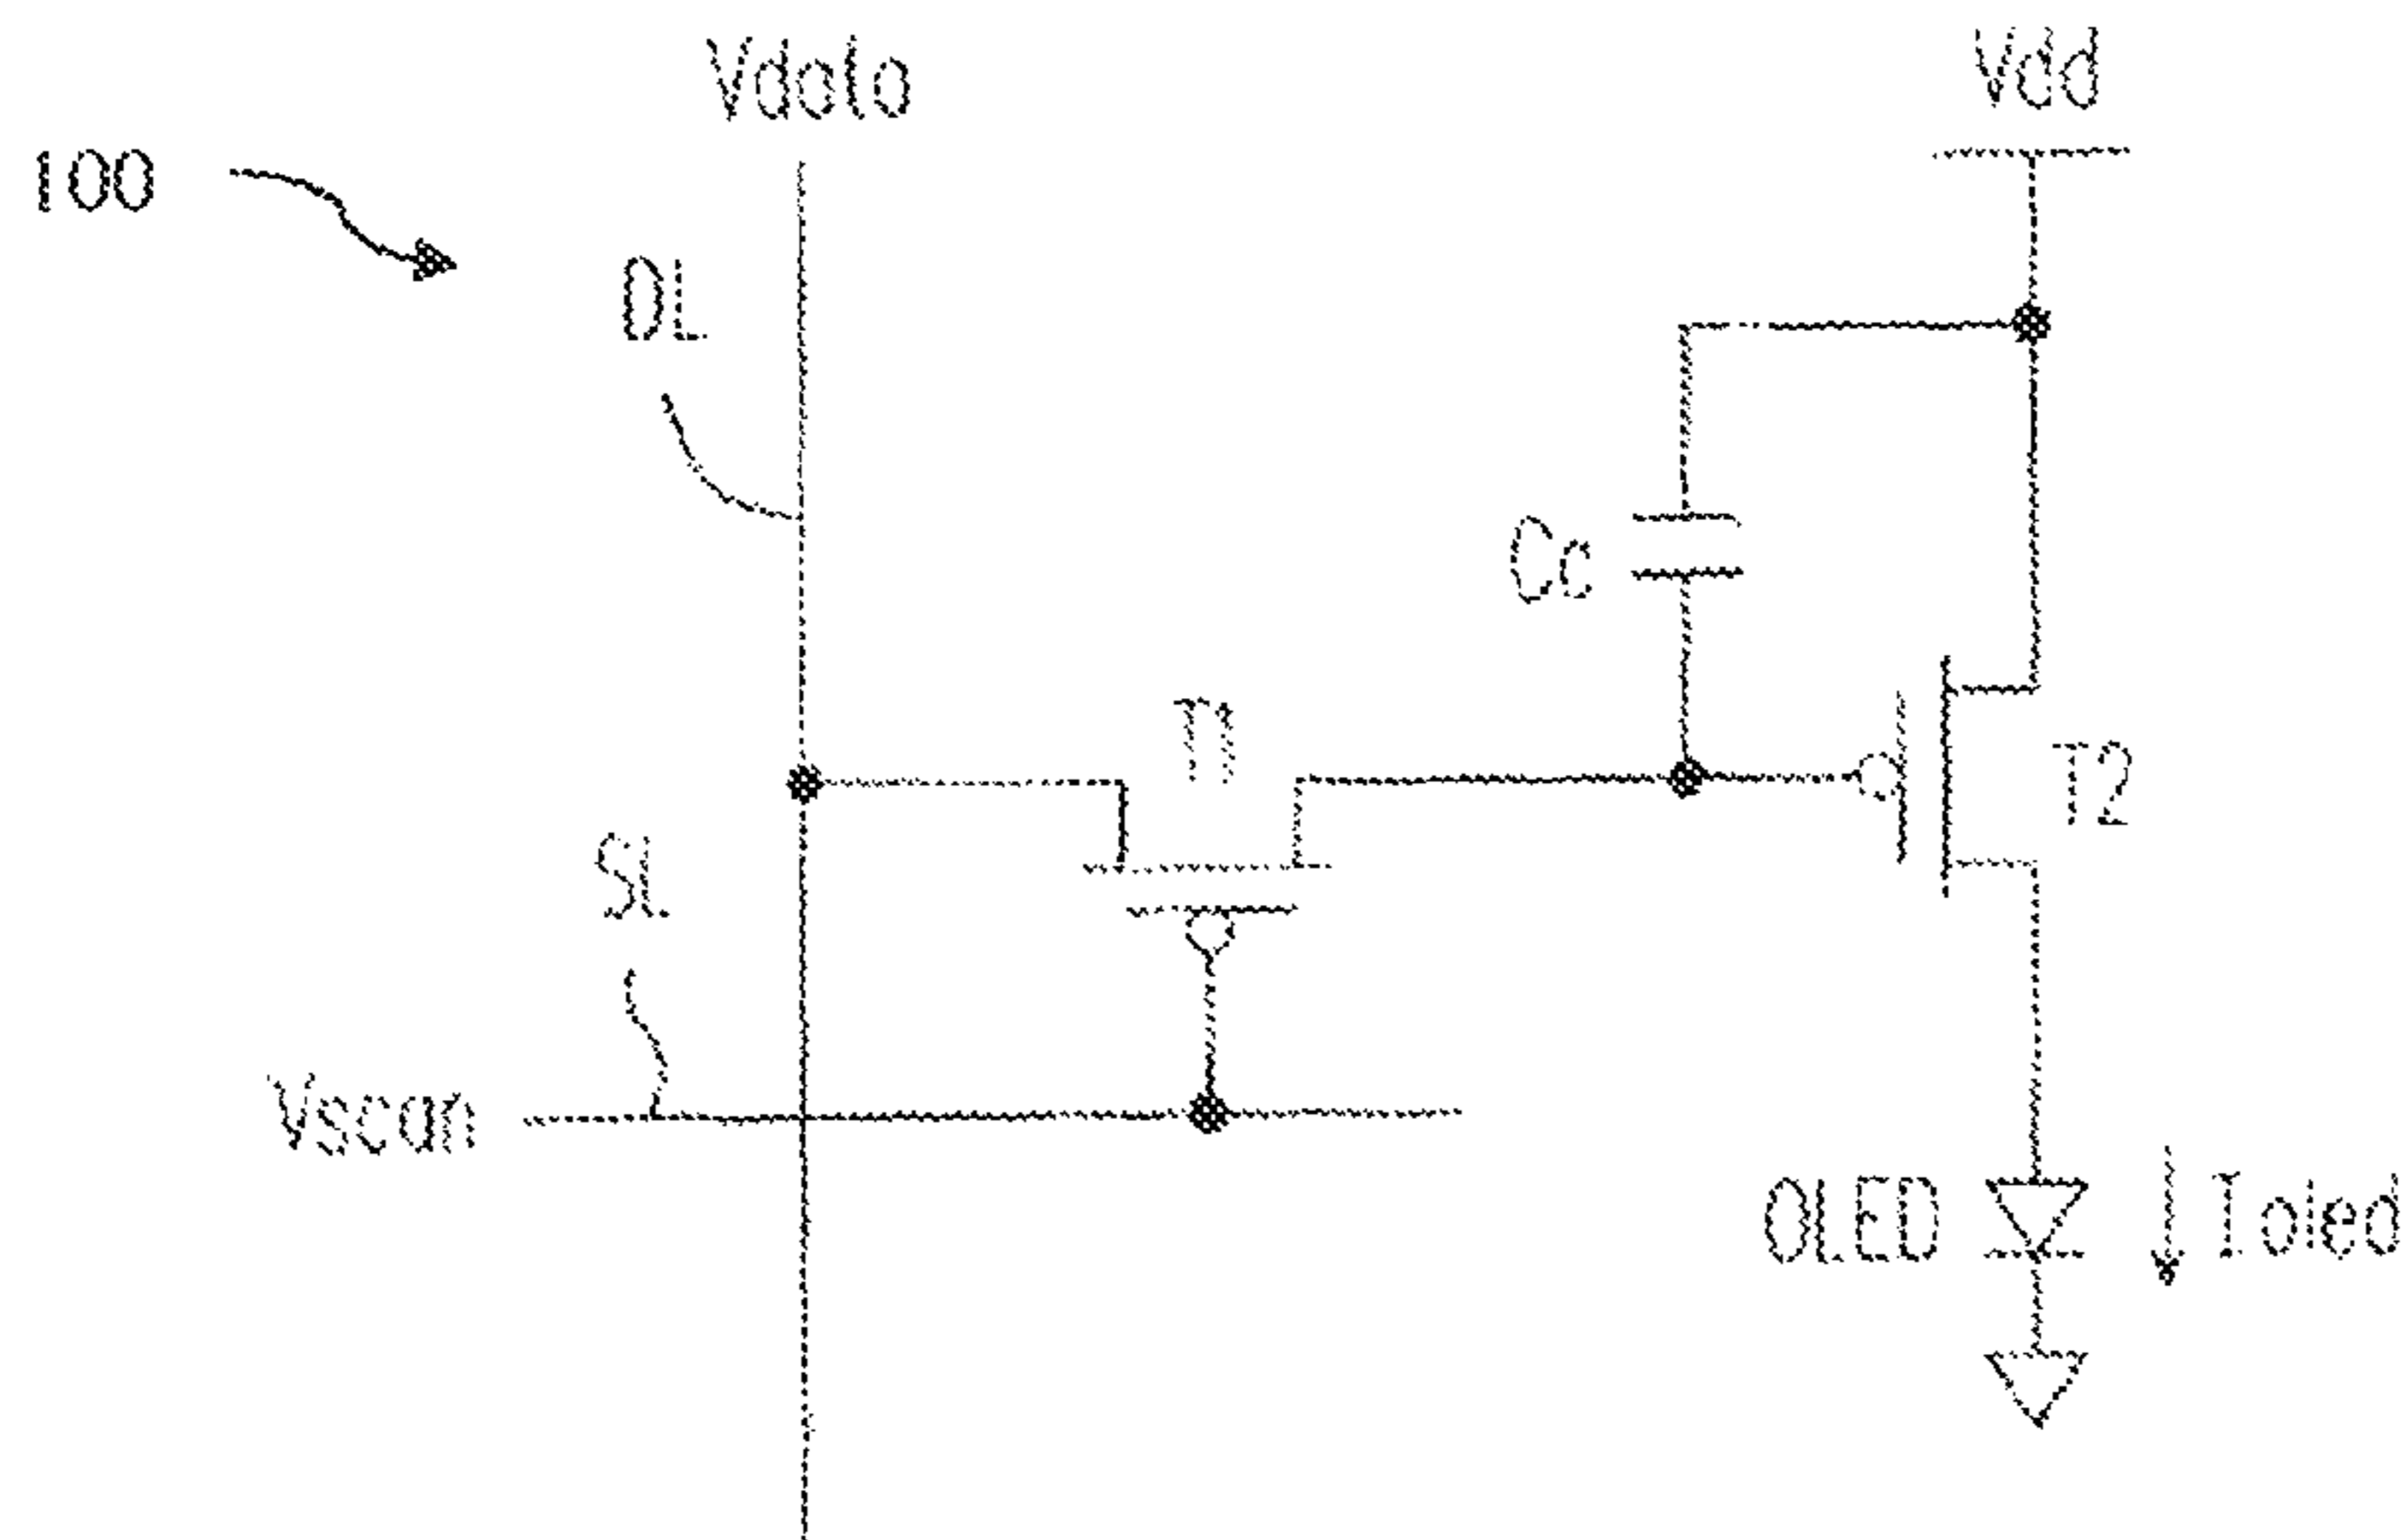 Vdata
Vdd
100
DL
Cc
T1
T2
SL
Vscan
OLED
Ioled